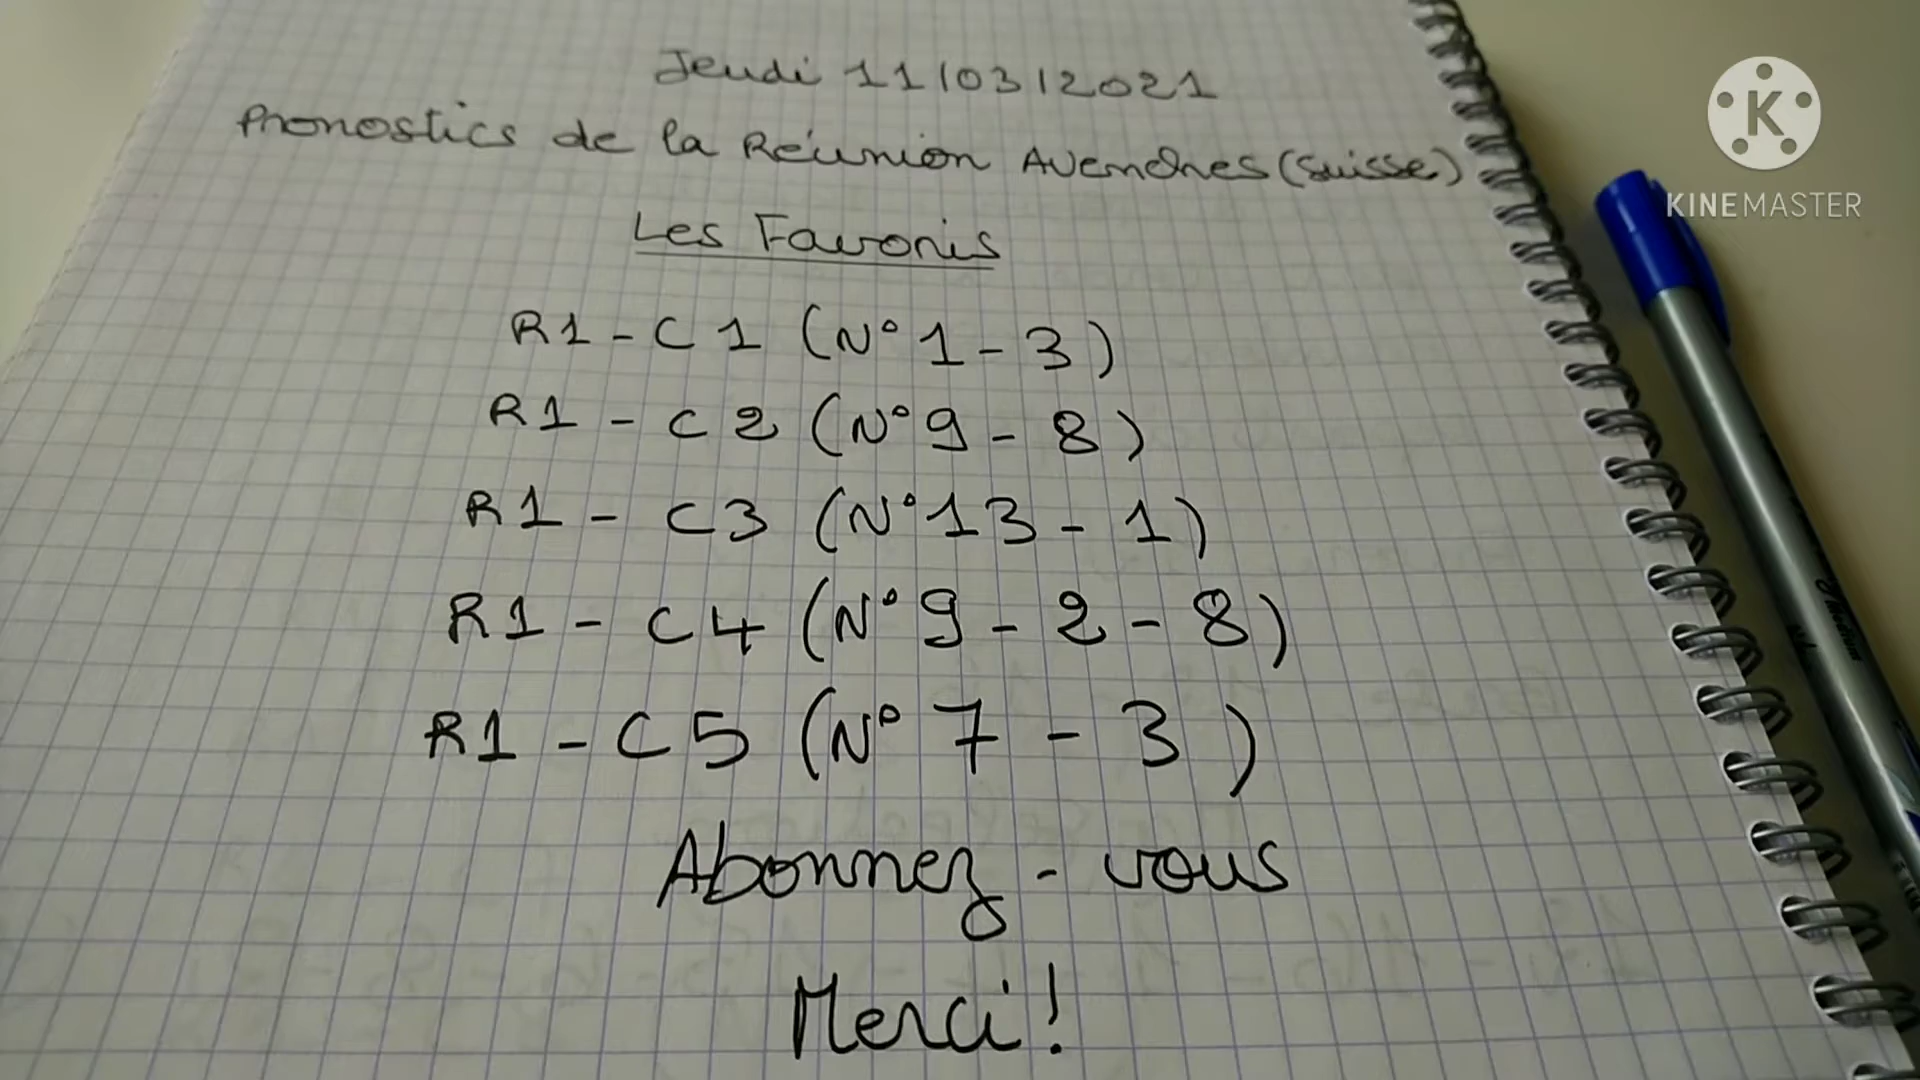 Jeudi 11/03/2021
Pronostics de la Réunion Avenches (Suisse)
Les Favoris
R1 - C1 (N° 1 - 3)
R1 - C2 (N° 9 - 8)
R1 - C3 (N° 13 - 1)
R1 - C4 (N° 9 - 2 - 8)
R1 - C5 (N° 7 - 3)
Abonnez-vous
Merci !
K
KINEMASTER